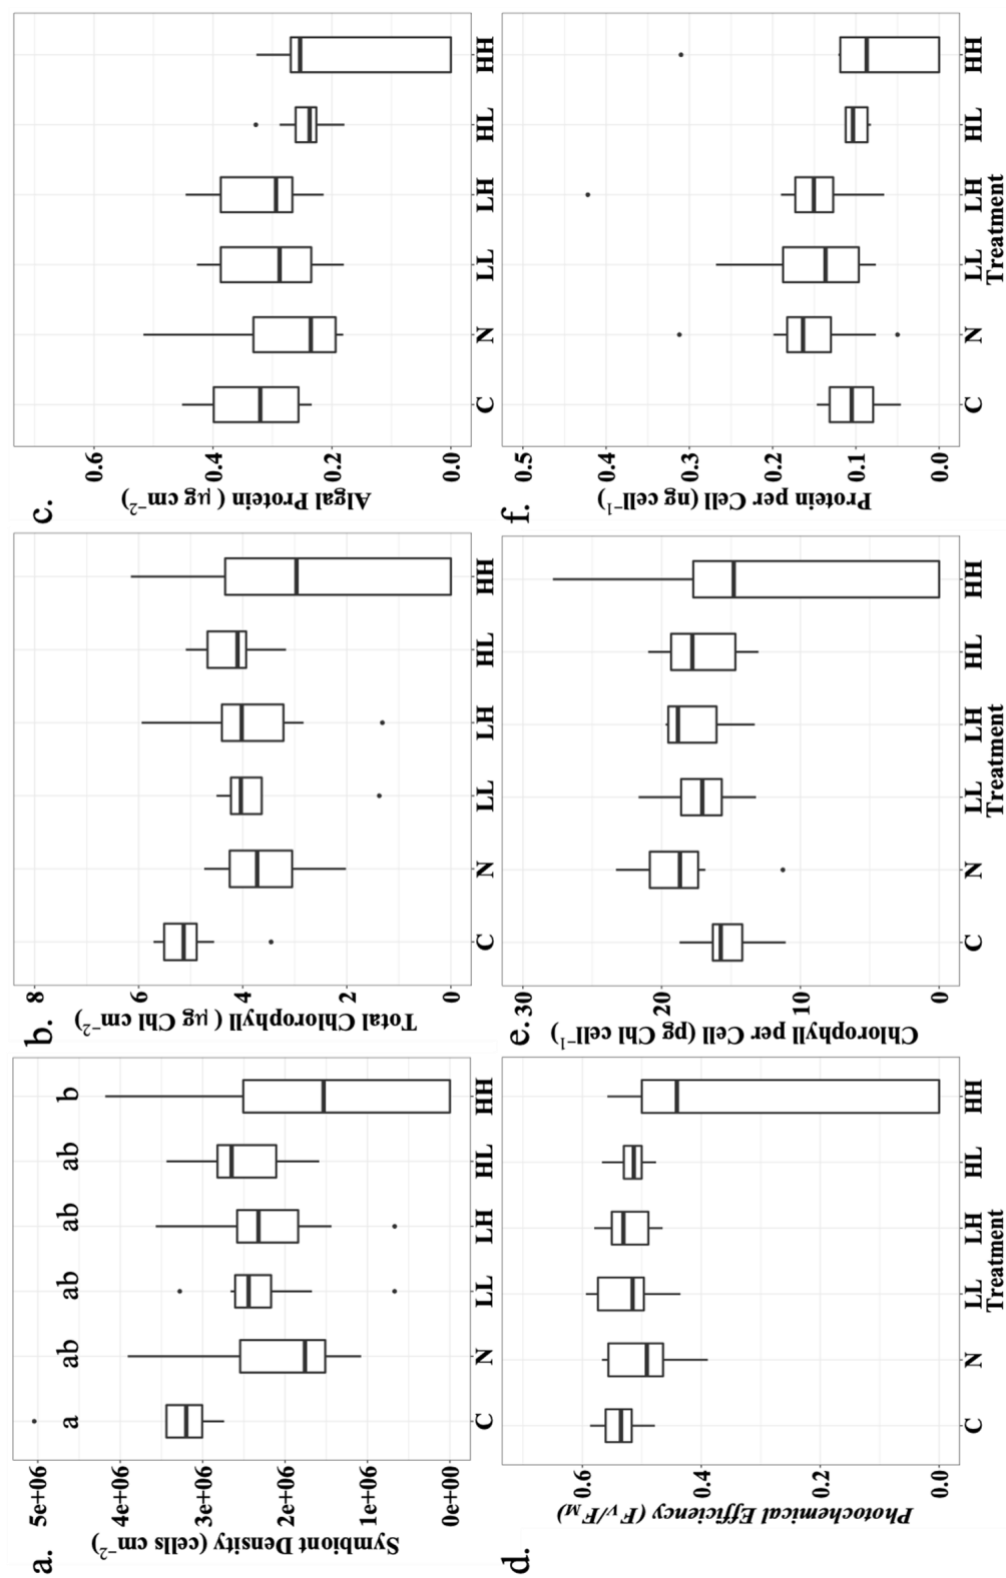 a.
Symbiont Density (cells cm⁻²)
5e+06
4e+06
3e+06
2e+06
1e+06
0e+00
a ab ab ab ab b
C N LL LH HL HH
b.
Total Chlorophyll ( μg Chl cm⁻²)
8
6
4
2
0
C N LL LH HL HH
c.
Algal Protein ( μg cm⁻²)
0.6
0.4
0.2
0.0
C N LL LH HL HH
d.
Photochemical Efficiency (Fᵥ/F_M)
0.6
0.4
0.2
0.0
C N LL LH HL HH
Treatment
e.
Chlorophyll per Cell (pg Chl cell⁻¹)
30
20
10
0
C N LL LH HL HH
Treatment
f.
Protein per Cell (ng cell⁻¹)
0.5
0.4
0.3
0.2
0.1
0.0
C N LL LH HL HH
Treatment